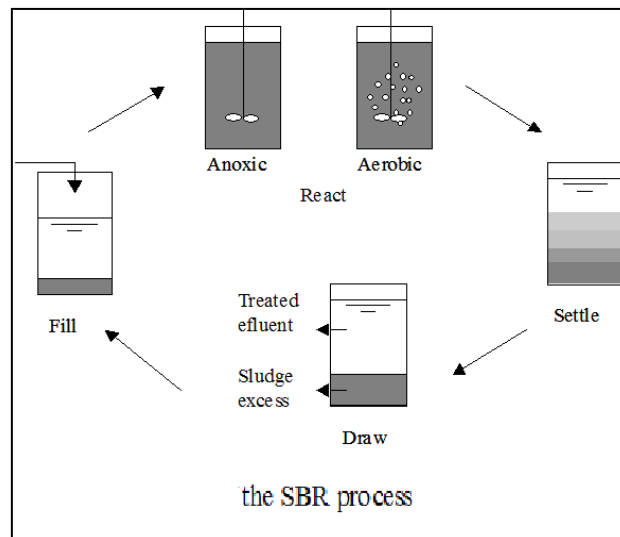 Anoxic
Aerobic
React
Fill
Settle
Treated
efluent
Sludge
excess
Draw
the SBR process